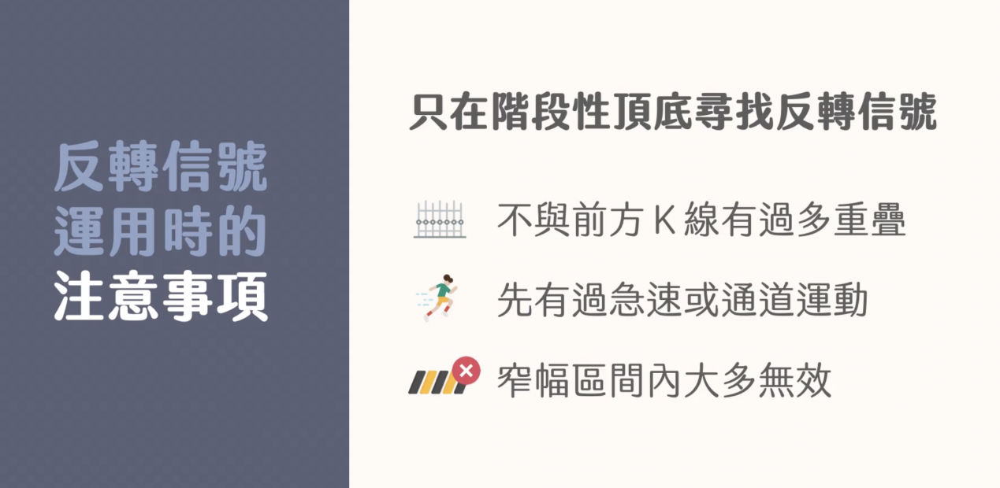 反轉信號
運用時的
注意事項
只在階段性頂底尋找反轉信號
不與前方K線有過多重疊
先有過急速或通道運動
窄幅區間內大多無效